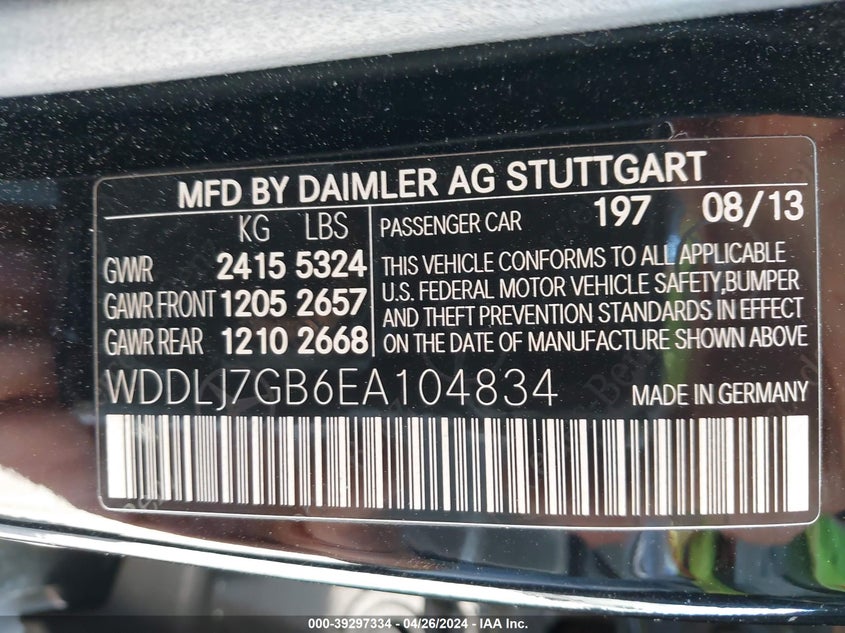 MFD BY DAIMLER AG STUTTGART
KG LBS
GVWR 2415 5324
GAWR FRONT 1205 2657
GAWR REAR 1210 2668
PASSENGER CAR 197 08/13
THIS VEHICLE CONFORMS TO ALL APPLICABLE
U.S. FEDERAL MOTOR VEHICLE SAFETY,BUMPER
AND THEFT PREVENTION STANDARDS IN EFFECT
ON THE DATE OF MANUFACTURE SHOWN ABOVE
WDDLJ7GB6EA104834 MADE IN GERMANY
000-39297334 - 04/26/2024 - IAA Inc.